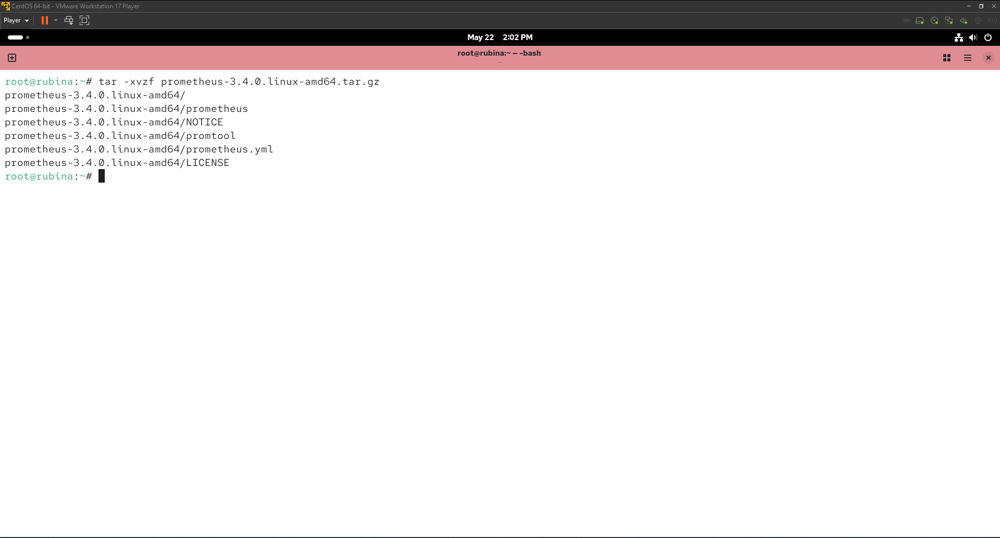 CentOS 64-bit - VMware Workstation 17 Player
Player
May 22 2:02 PM
root@rubina:~ — -bash
~
root@rubina:~# tar -xvzf prometheus-3.4.0.linux-amd64.tar.gz
prometheus-3.4.0.linux-amd64/
prometheus-3.4.0.linux-amd64/prometheus
prometheus-3.4.0.linux-amd64/NOTICE
prometheus-3.4.0.linux-amd64/promtool
prometheus-3.4.0.linux-amd64/prometheus.yml
prometheus-3.4.0.linux-amd64/LICENSE
root@rubina:~#